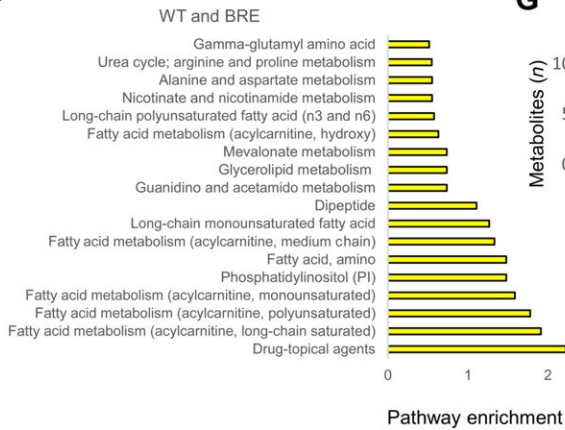 WT and BRE
G
Gamma-glutamyl amino acid
Urea cycle; arginine and proline metabolism
Alanine and aspartate metabolism
Nicotinate and nicotinamide metabolism
Long-chain polyunsaturated fatty acid (n3 and n6)
Fatty acid metabolism (acylcarnitine, hydroxy)
Mevalonate metabolism
Glycerolipid metabolism
Guanidino and acetamido metabolism
Dipeptide
Long-chain monounsaturated fatty acid
Fatty acid metabolism (acylcarnitine, medium chain)
Fatty acid, amino
Phosphatidylinositol (PI)
Fatty acid metabolism (acylcarnitine, monounsaturated)
Fatty acid metabolism (acylcarnitine, polyunsaturated)
Fatty acid metabolism (acylcarnitine, long-chain saturated)
Drug-topical agents
0 1 2
Pathway enrichment
Metabolites (n)